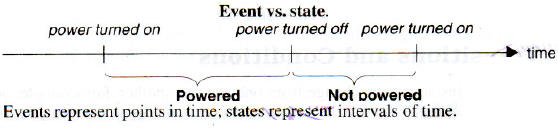 Event vs. state.
power turned on power turned off power turned on
time
Powered Not powered
Events represent points in time; states represent intervals of time.